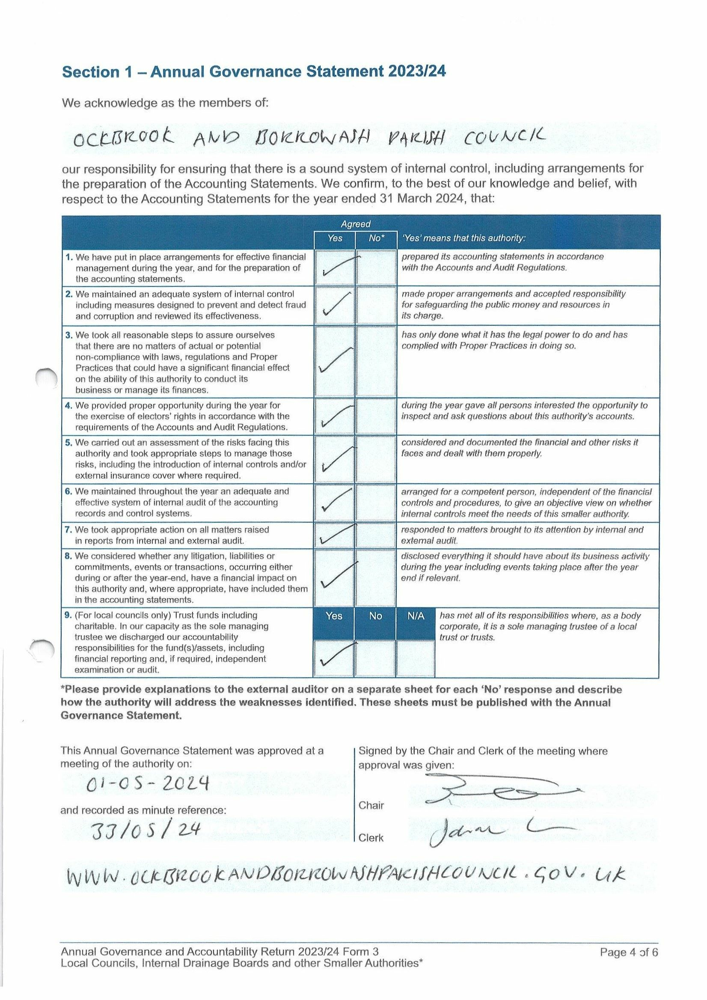 Section 1 – Annual Governance Statement 2023/24
We acknowledge as the members of:
OCKBROOK AND BORROWASH PARISH COUNCIL
our responsibility for ensuring that there is a sound system of internal control, including arrangements for
the preparation of the Accounting Statements. We confirm, to the best of our knowledge and belief, with
respect to the Accounting Statements for the year ended 31 March 2024, that:
Agreed
Yes No* ‘Yes’ means that this authority:
1. We have put in place arrangements for effective financial
management during the year, and for the preparation of
the accounting statements.
prepared its accounting statements in accordance
with the Accounts and Audit Regulations.
2. We maintained an adequate system of internal control
including measures designed to prevent and detect fraud
and corruption and reviewed its effectiveness.
made proper arrangements and accepted responsibility
for safeguarding the public money and resources in
its charge.
3. We took all reasonable steps to assure ourselves
that there are no matters of actual or potential
non-compliance with laws, regulations and Proper
Practices that could have a significant financial effect
on the ability of this authority to conduct its
business or manage its finances.
has only done what it has the legal power to do and has
complied with Proper Practices in doing so.
4. We provided proper opportunity during the year for
the exercise of electors’ rights in accordance with the
requirements of the Accounts and Audit Regulations.
during the year gave all persons interested the opportunity to
inspect and ask questions about this authority’s accounts.
5. We carried out an assessment of the risks facing this
authority and took appropriate steps to manage those
risks, including the introduction of internal controls and/or
external insurance cover where required.
considered and documented the financial and other risks it
faces and dealt with them properly.
6. We maintained throughout the year an adequate and
effective system of internal audit of the accounting
records and control systems.
arranged for a competent person, independent of the financial
controls and procedures, to give an objective view on whether
internal controls meet the needs of this smaller authority.
7. We took appropriate action on all matters raised
in reports from internal and external audit.
responded to matters brought to its attention by internal and
external audit.
8. We considered whether any litigation, liabilities or
commitments, events or transactions, occurring either
during or after the year-end, have a financial impact on
this authority and, where appropriate, have included them
in the accounting statements.
disclosed everything it should have about its business activity
during the year including events taking place after the year
end if relevant.
9. (For local councils only) Trust funds including
charitable. In our capacity as the sole managing
trustee we discharged our accountability
responsibilities for the fund(s)/assets, including
financial reporting and, if required, independent
examination or audit.
Yes No N/A
has met all of its responsibilities where, as a body
corporate, it is a sole managing trustee of a local
trust or trusts.
*Please provide explanations to the external auditor on a separate sheet for each ‘No’ response and describe
how the authority will address the weaknesses identified. These sheets must be published with the Annual
Governance Statement.
This Annual Governance Statement was approved at a
meeting of the authority on:
01-05-2024
and recorded as minute reference:
33/05/24
Signed by the Chair and Clerk of the meeting where
approval was given:
Chair
Clerk
WWW.OCKBROOKANDBORROWASHPARISHCOUNCIL.GOV.UK
Annual Governance and Accountability Return 2023/24 Form 3
Local Councils, Internal Drainage Boards and other Smaller Authorities*
Page 4 of 6